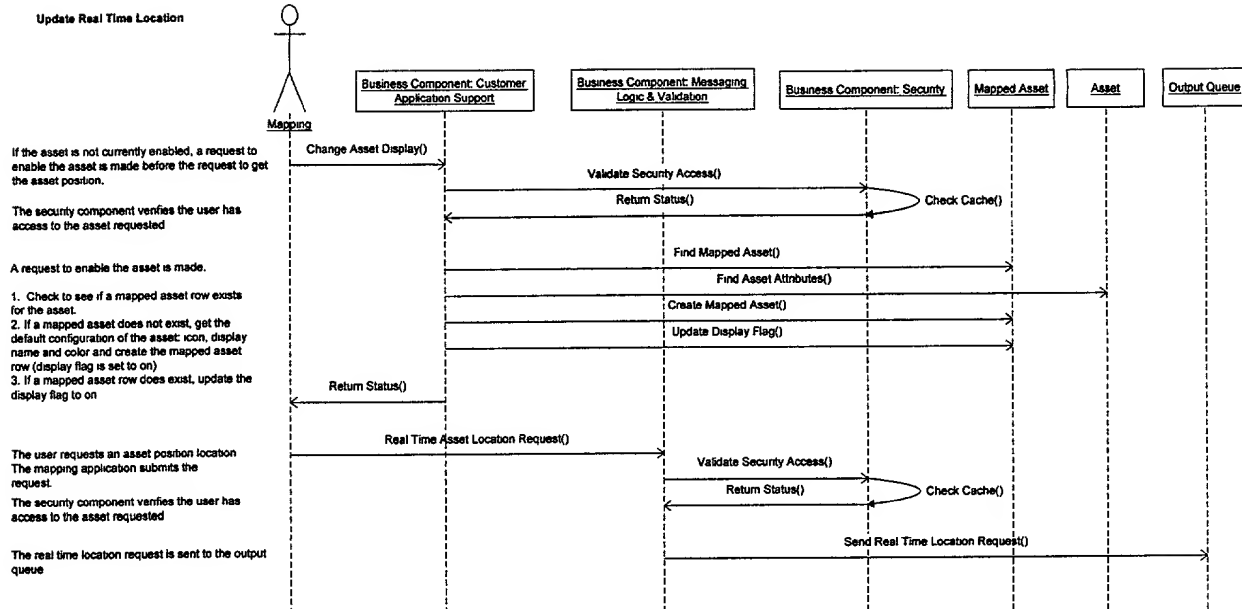 Update Real Time Location
Business Component: Customer
Application Support
Business Component: Messaging
Logic & Validation
Business Component: Security
Mapped Asset
Asset
Output Queue
Mapping
If the asset is not currently enabled, a request to
enable the asset is made before the request to get
the asset position.
Change Asset Display()
Validate Security Access()
Return Status()
Check Cache()
The security component verifies the user has
access to the asset requested
A request to enable the asset is made.
Find Mapped Asset()
Find Asset Attributes()
1. Check to see if a mapped asset row exists
for the asset.
2. If a mapped asset does not exist, get the
default configuration of the asset: icon, display
name and color and create the mapped asset
row (display flag is set to on)
3. If a mapped asset row does exist, update the
display flag to on
Create Mapped Asset()
Update Display Flag()
Return Status()
Real Time Asset Location Request()
The user requests an asset position location
The mapping application submits the
request.
Validate Security Access()
Return Status()
Check Cache()
The security component verifies the user has
access to the asset requested
Send Real Time Location Request()
The real time location request is sent to the output
queue